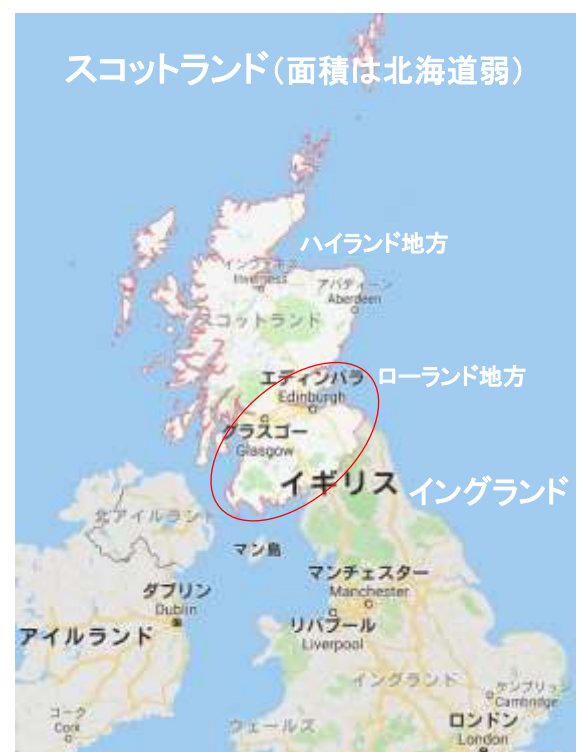 スコットランド(面積は北海道弱)
ハイランド地方
インヴァネス
Inverness
アバディーン
Aberdeen
スコットランド
エディンバラ
Edinburgh
ローランド地方
グラスゴー
Glasgow
イギリス
イングランド
北アイルランド
マン島
マンチェスター
Manchester
ダブリン
Dublin
リバプール
Liverpool
アイルランド
イングランド
ケンブリッジ
Cambridge
コーク
Cork
ウェールズ
ロンドン
London